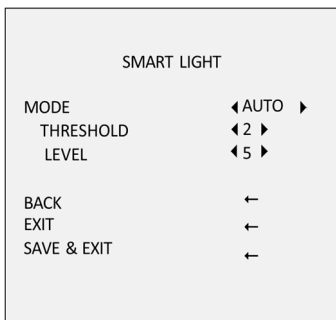 SMART LIGHT
MODE ◀ AUTO ▶
THRESHOLD ◀ 2 ▶
LEVEL ◀ 5 ▶
BACK ←
EXIT ←
SAVE & EXIT ←